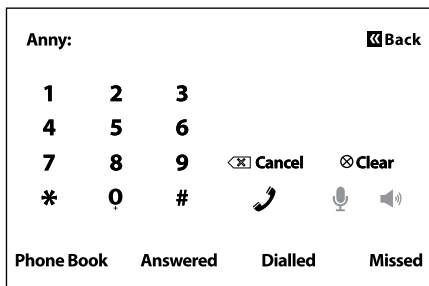 Anny: Back
1 2 3
4 5 6
7 8 9 Cancel Clear
* 0 #
+
Phone Book Answered Dialled Missed